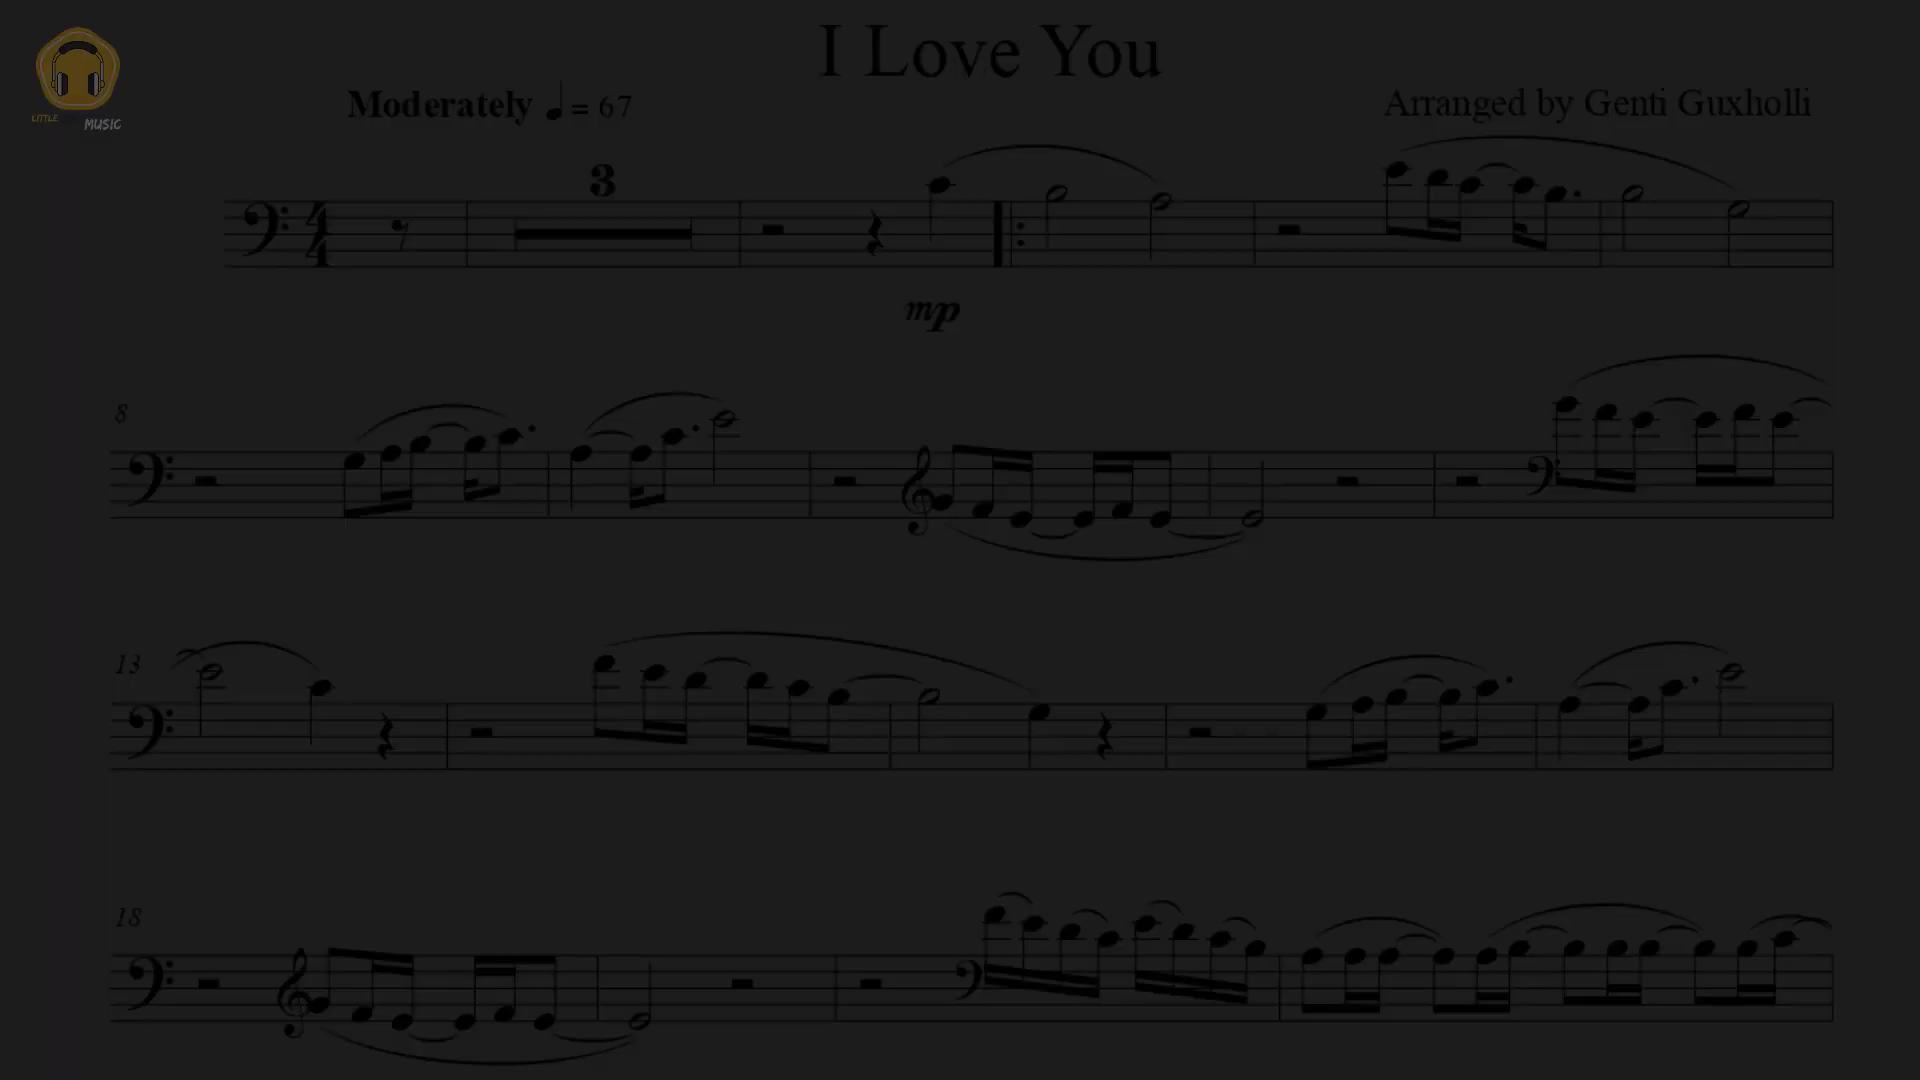 I Love You
LITTLE
MUSIC
Moderately ♩ = 67
Arranged by Genti Guxholli
3
mp
8
13
18